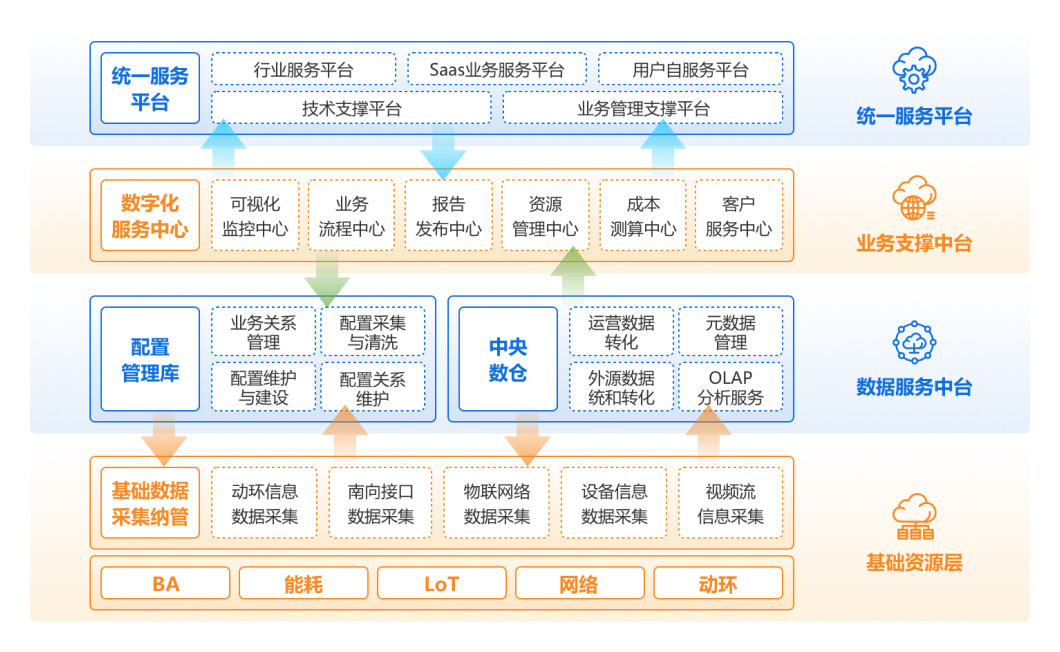 统一服务
平台
行业服务平台
Saas业务服务平台
用户自服务平台
技术支撑平台
业务管理支撑平台
统一服务平台
数字化
服务中心
可视化
监控中心
业务
流程中心
报告
发布中心
资源
管理中心
成本
测算中心
客户
服务中心
业务支撑中台
配置
管理库
业务关系
管理
配置采集
与清洗
配置维护
与建设
配置关系
维护
中央
数仓
运营数据
转化
元数据
管理
外源数据
统和转化
OLAP
分析服务
数据服务中台
基础数据
采集纳管
动环信息
数据采集
南向接口
数据采集
物联网络
数据采集
设备信息
数据采集
视频流
信息采集
BA
能耗
LoT
网络
动环
基础资源层